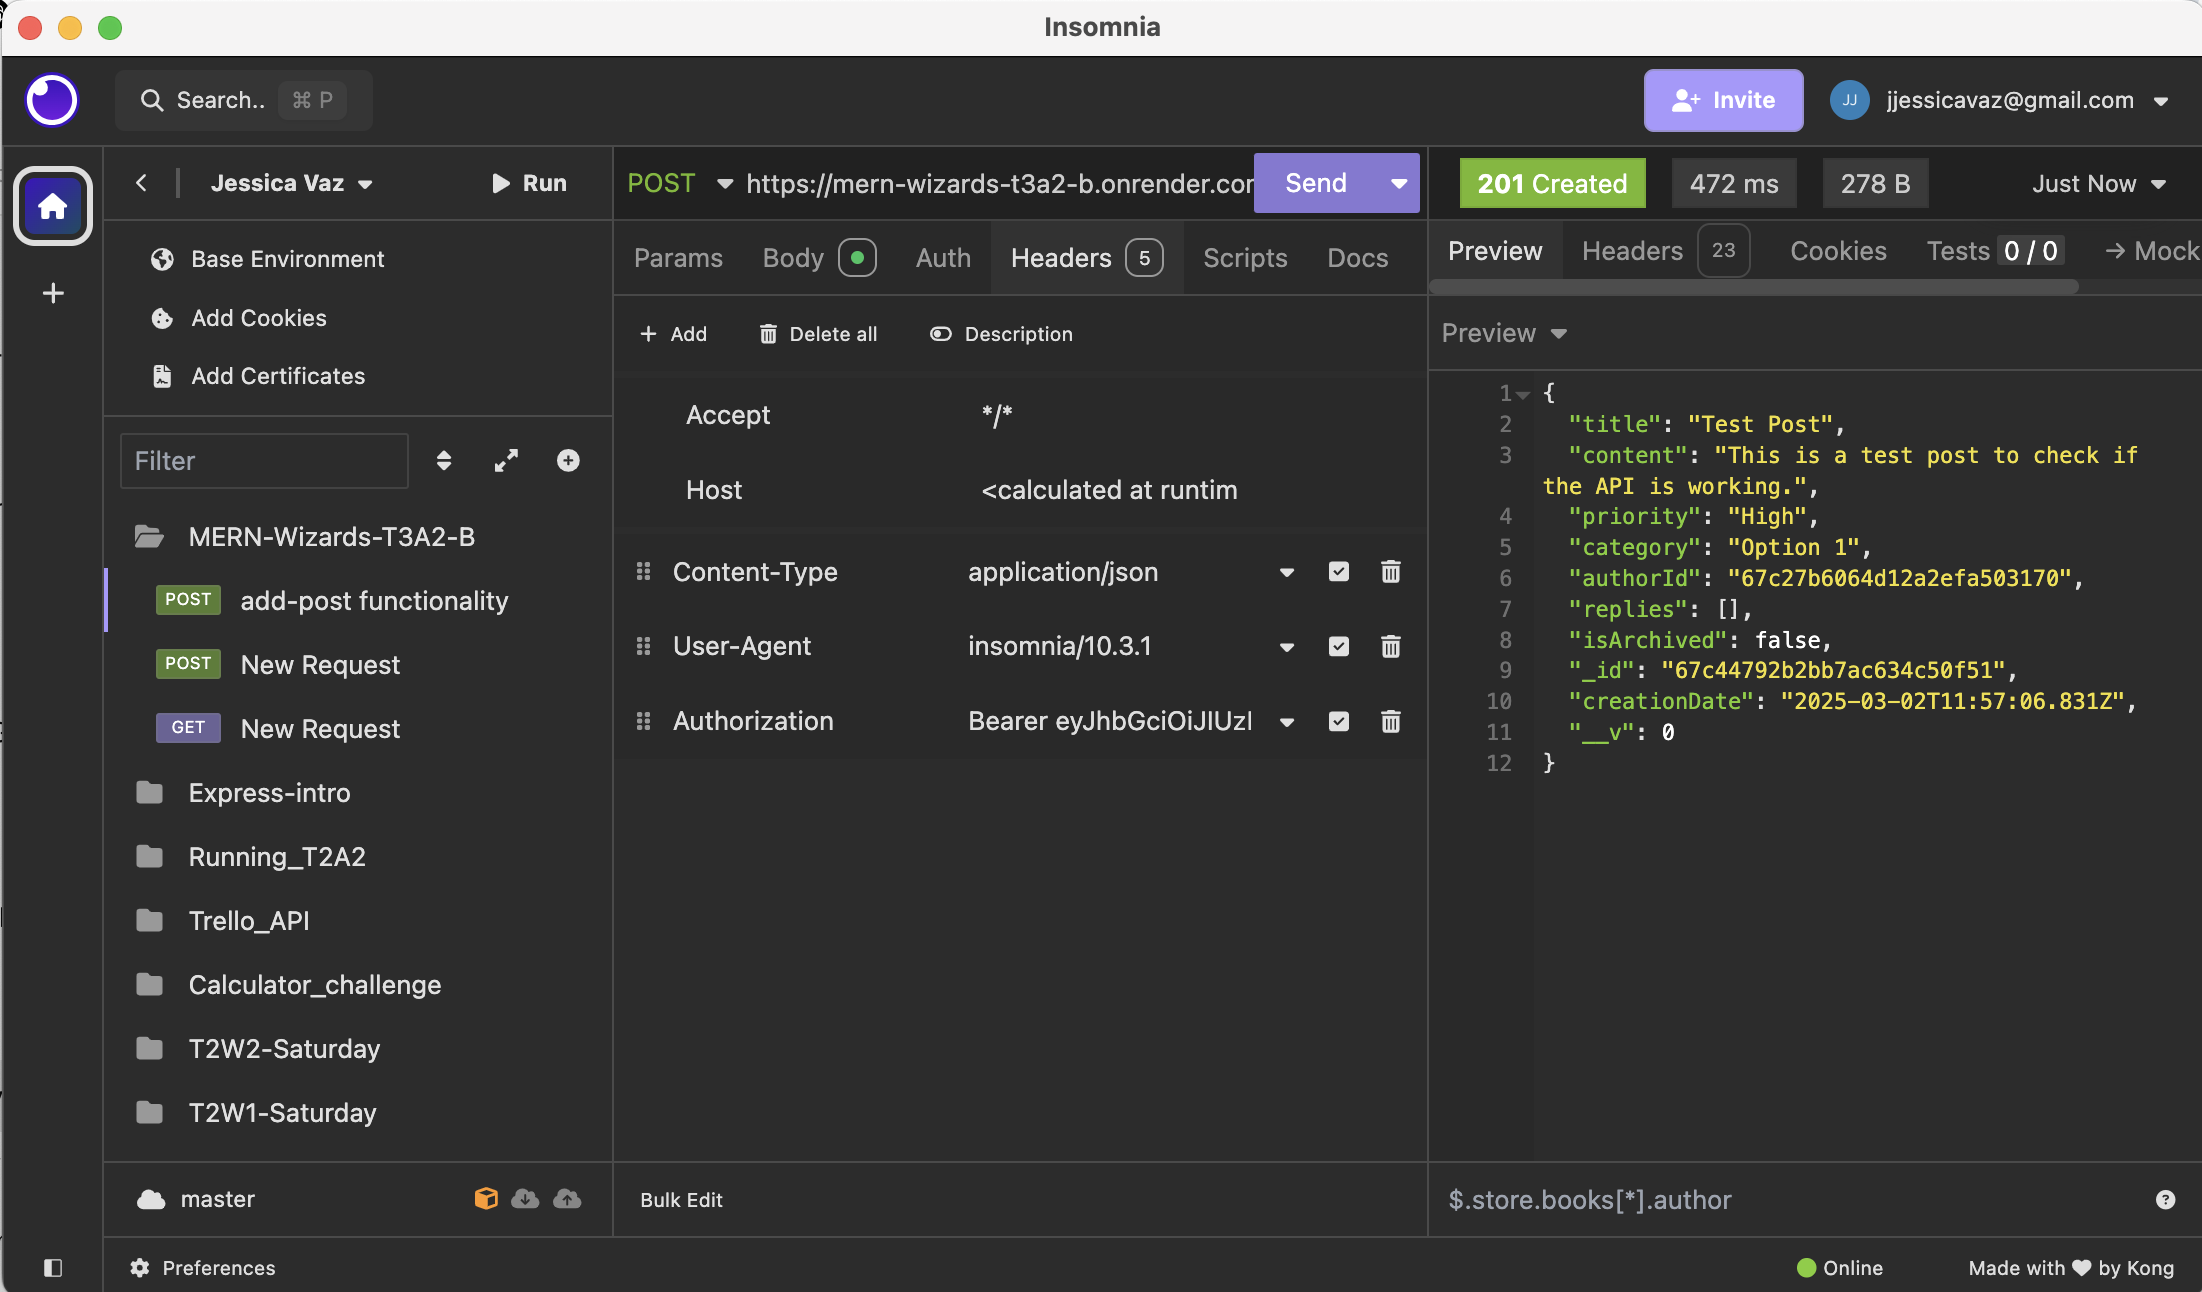 Insomnia
Search.. ⌘ P
Invite
JJ
jjessicavaz@gmail.com
Jessica Vaz
Run
Base Environment
Add Cookies
Add Certificates
Filter
MERN-Wizards-T3A2-B
POST add-post functionality
POST New Request
GET New Request
Express-intro
Running_T2A2
Trello_API
Calculator_challenge
T2W2-Saturday
T2W1-Saturday
master
Preferences
POST https://mern-wizards-t3a2-b.onrender.cor Send
Params Body Auth Headers 5 Scripts Docs
+ Add Delete all Description
Accept */*
Host <calculated at runtim
Content-Type application/json
User-Agent insomnia/10.3.1
Authorization Bearer eyJhbGciOiJIUzI
Bulk Edit
201 Created 472 ms 278 B Just Now
Preview Headers 23 Cookies Tests 0 / 0 → Mock
Preview
1 {
2 "title": "Test Post",
3 "content": "This is a test post to check if
the API is working.",
4 "priority": "High",
5 "category": "Option 1",
6 "authorId": "67c27b6064d12a2efa503170",
7 "replies": [],
8 "isArchived": false,
9 "_id": "67c44792b2bb7ac634c50f51",
10 "creationDate": "2025-03-02T11:57:06.831Z",
11 "__v": 0
12 }
$.store.books[*].author
Online
Made with ♥ by Kong